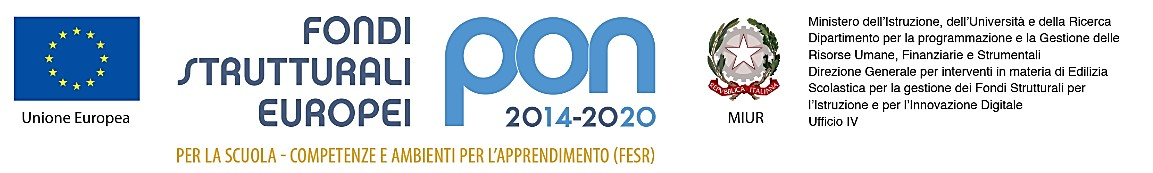 Unione Europea
FONDI
STRUTTURALI
EUROPEI
pon
2014-2020
PER LA SCUOLA - COMPETENZE E AMBIENTI PER L'APPRENDIMENTO (FESR)
REPVBBLICA ITALIANA
MIUR
Ministero dell'Istruzione, dell'Università e della Ricerca
Dipartimento per la programmazione e la Gestione delle
Risorse Umane, Finanziarie e Strumentali
Direzione Generale per interventi in materia di Edilizia
Scolastica per la gestione dei Fondi Strutturali per
l'Istruzione e per l'Innovazione Digitale
Ufficio IV